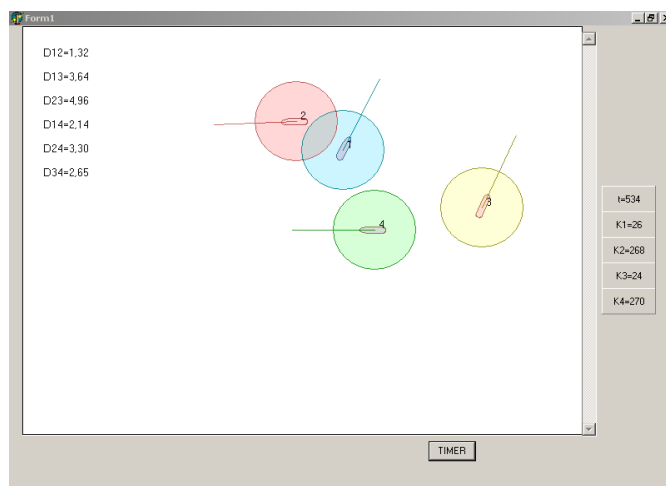 Form1
D12=1,32
D13=3,64
D23=4,96
D14=2,14
D24=3,30
D34=2,65
2
1
3
4
t=534
K1=26
K2=268
K3=24
K4=270
TIMER